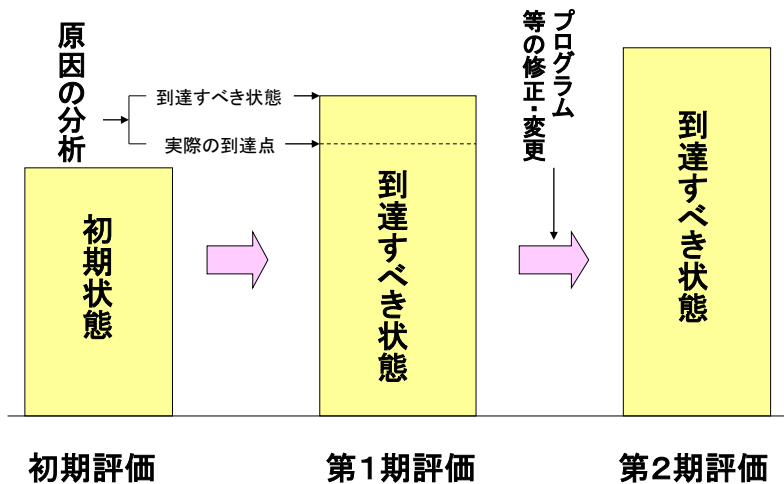 原因の分析
到達すべき状態
実際の到達点
プログラム
等の修正・変更
初期状態
到達すべき状態
到達すべき状態
初期評価
第1期評価
第2期評価